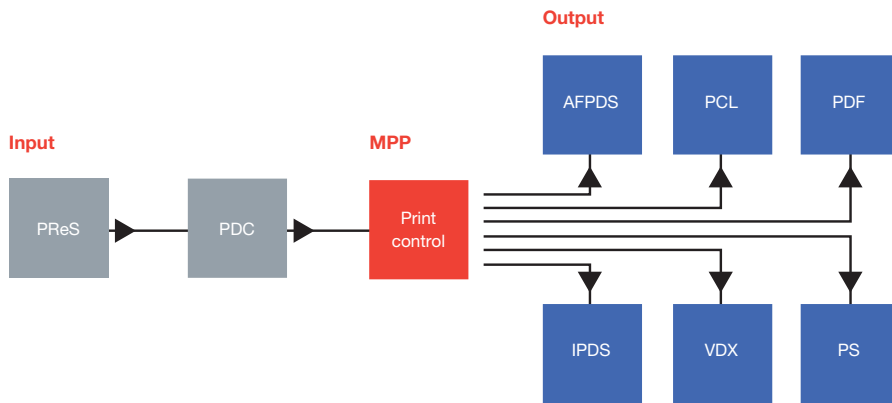 Output
AFPDS
PCL
PDF
Input
MPP
PReS
PDC
Print
control
IPDS
VDX
PS